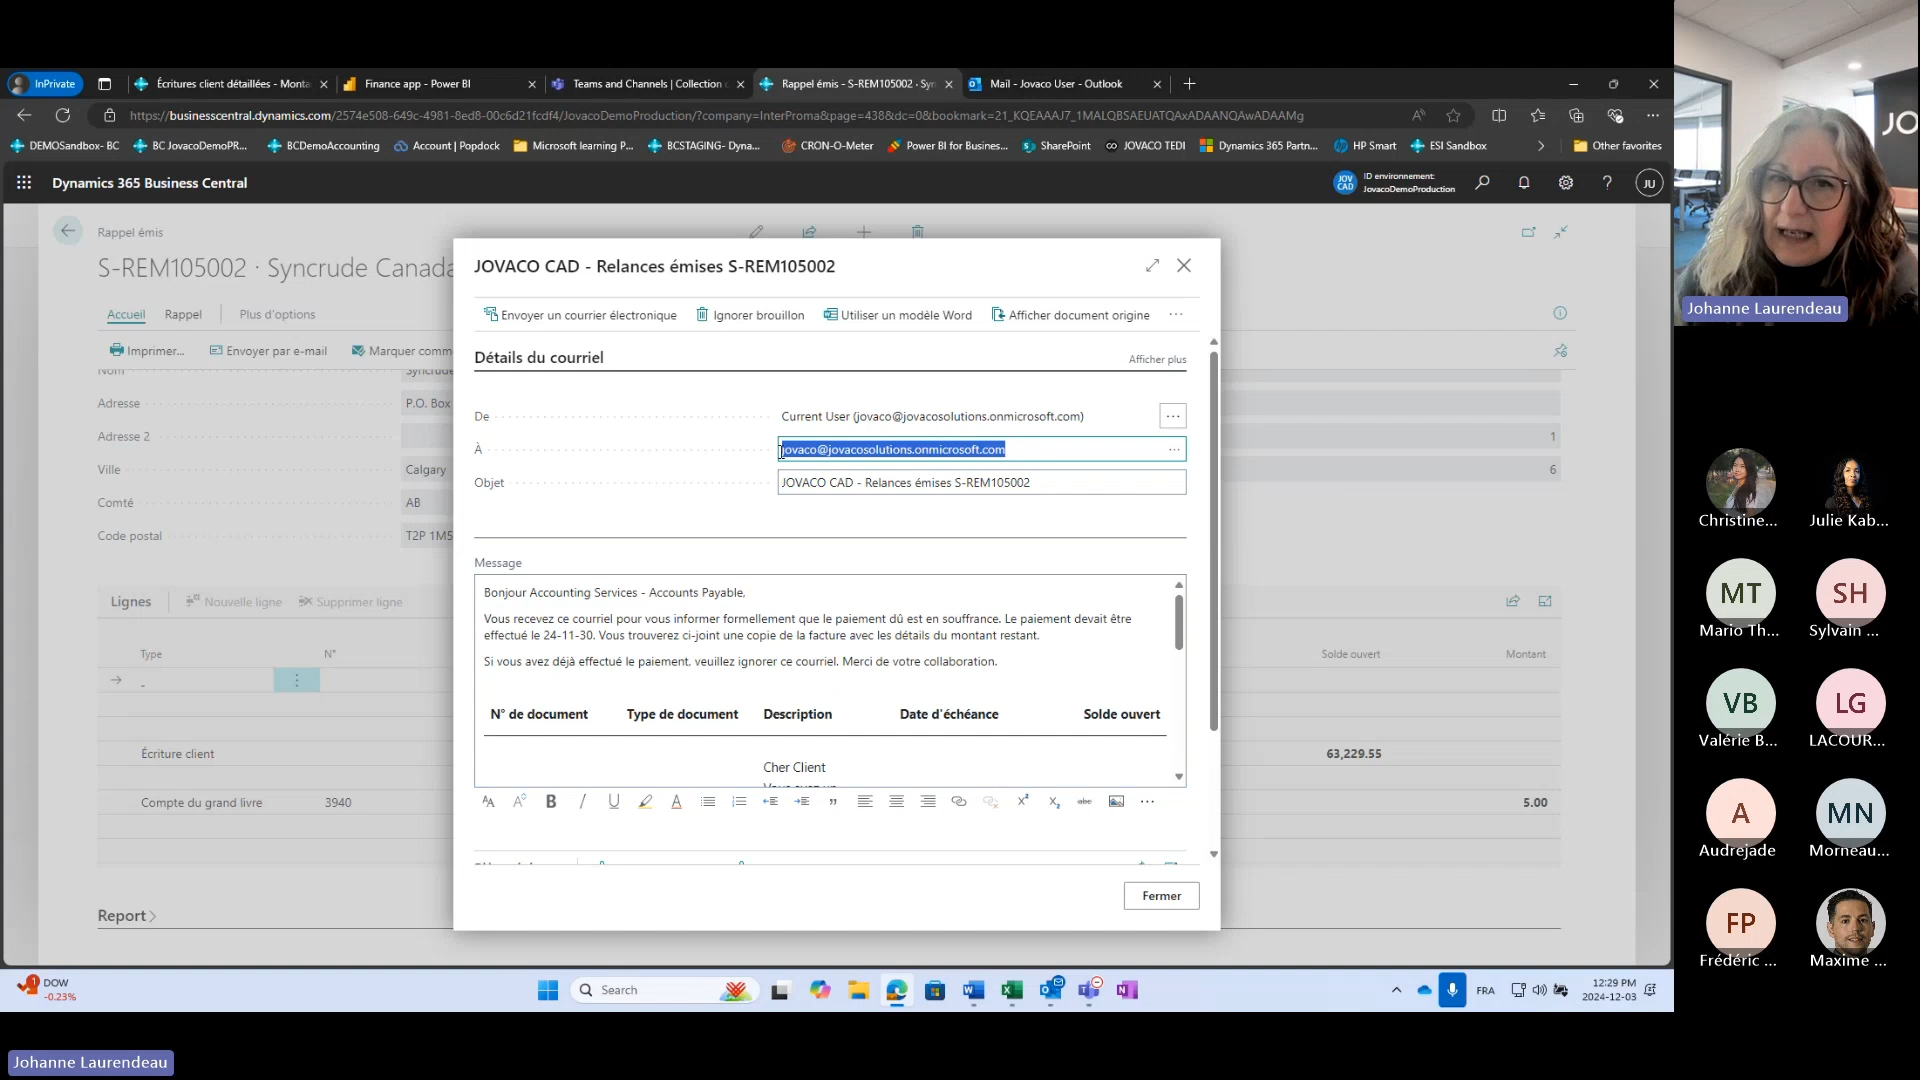 InPrivate
Écritures client détaillées - Monta
Finance app - Power BI
Teams and Channels | Collection
Rappel émis - S-REM105002 - Syn
Mail - Jovaco User - Outlook
https://businesscentral.dynamics.com/2574e508-649c-4981-8ed8-00c6d21fcdf4/JovacoDemoProduction/?company=InterProma&page=438&dc=0&bookmark=21_KQEAAAJ7_1MALQBSAEUATQAxADAANQAwADAAMg
DEMOSandbox- BC
BC JovacoDemoPR...
BCDemoAccounting
Account | Popdock
Microsoft learning P...
BCSTAGING- Dyna...
CRON-O-Meter
Power BI for Busines...
SharePoint
JOVACO TEDI
Dynamics 365 Partn...
HP Smart
ESI Sandbox
Other favorites
Dynamics 365 Business Central
JOV CAD
ID environnement:
JovacoDemoProduction
JU
Rappel émis
S-REM105002 · Syncrude Canada
Accueil
Rappel
Plus d'options
Imprimer...
Envoyer par e-mail
Marquer comm
Nom
Syncrude
Adresse
P.O. Box
Adresse 2
1
Ville
Calgary
6
Comté
AB
Code postal
T2P 1M5
Lignes
Nouvelle ligne
Supprimer ligne
Type
N°
Solde ouvert
Montant
-
Écriture client
63,229.55
Compte du grand livre
3940
5.00
Report
JOVACO CAD - Relances émises S-REM105002
Envoyer un courrier électronique
Ignorer brouillon
Utiliser un modèle Word
Afficher document origine
Détails du courriel
Afficher plus
De
Current User (jovaco@jovacosolutions.onmicrosoft.com)
À
jovaco@jovacosolutions.onmicrosoft.com
Objet
JOVACO CAD - Relances émises S-REM105002
Message
Bonjour Accounting Services - Accounts Payable,
Vous recevez ce courriel pour vous informer formellement que le paiement dû est en souffrance. Le paiement devait être
effectué le 24-11-30. Vous trouverez ci-joint une copie de la facture avec les détails du montant restant.
Si vous avez déjà effectué le paiement, veuillez ignorer ce courriel. Merci de votre collaboration.
N° de document
Type de document
Description
Date d'échéance
Solde ouvert
Cher Client
Fermer
DOW
-0.23%
Search
FRA
12:29 PM
2024-12-03
JO
Johanne Laurendeau
Christine...
Julie Kab...
MT
Mario Th...
SH
Sylvain ...
VB
Valérie B...
LG
LACOUR...
A
Audrejade
MN
Morneau...
FP
Frédéric ...
Maxime ...
Johanne Laurendeau